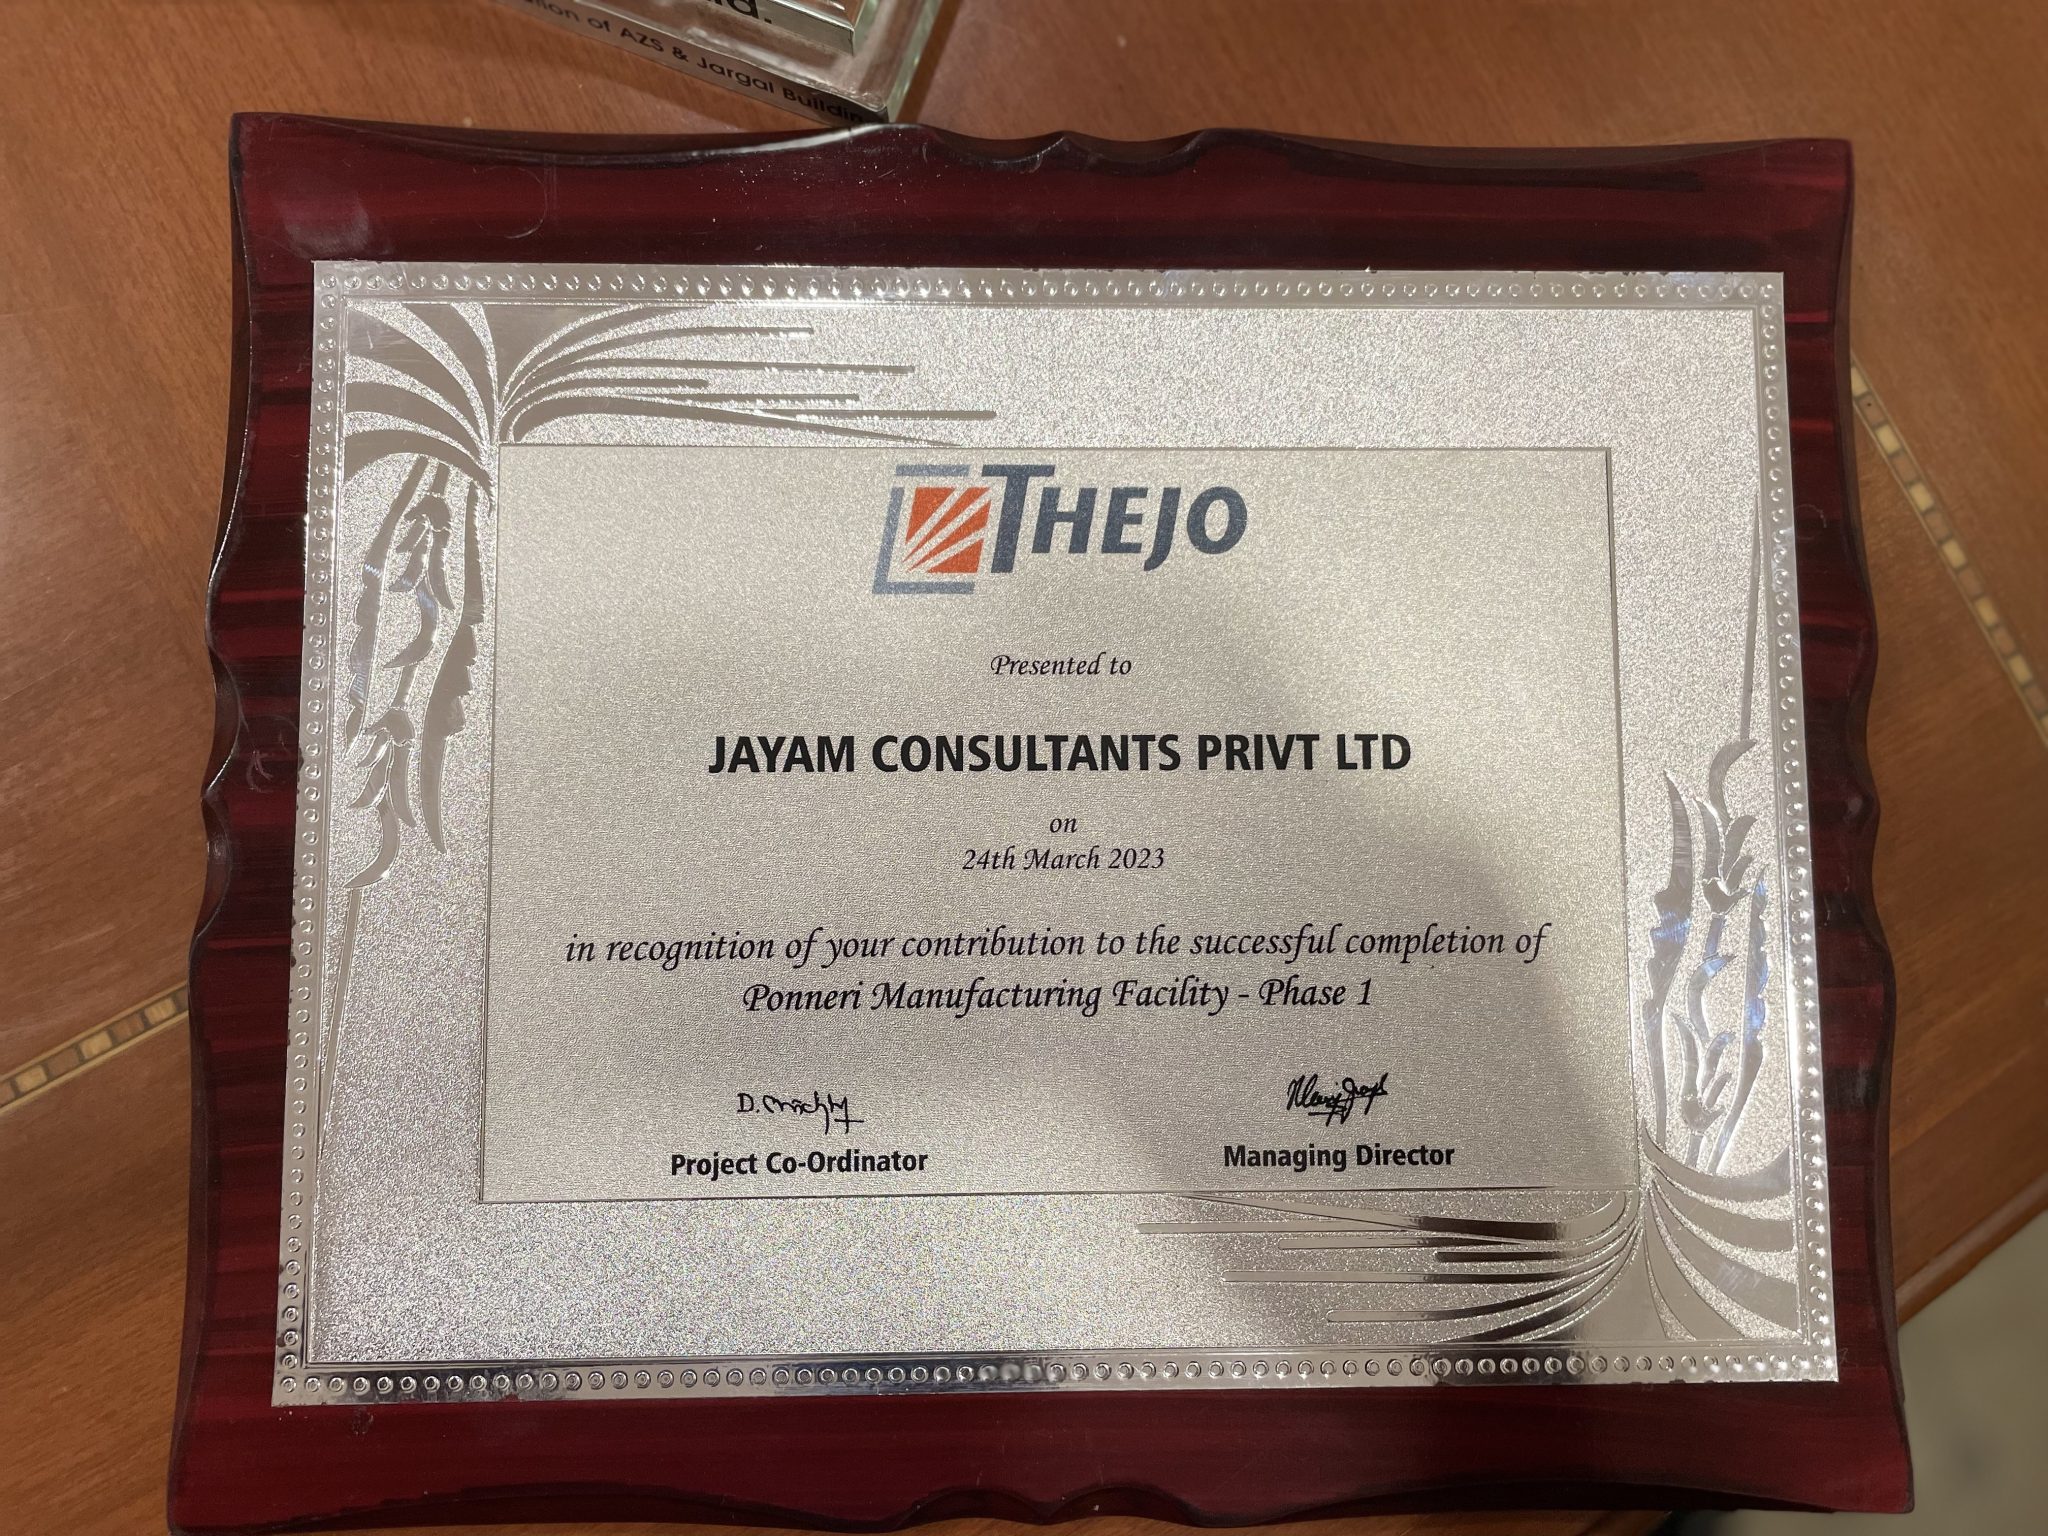 of AZS & Jargal Buildin
THEJO
Presented to
JAYAM CONSULTANTS PRIVT LTD
on
24th March 2023
in recognition of your contribution to the successful completion of
Ponneri Manufacturing Facility - Phase 1
Project Co-Ordinator
Managing Director